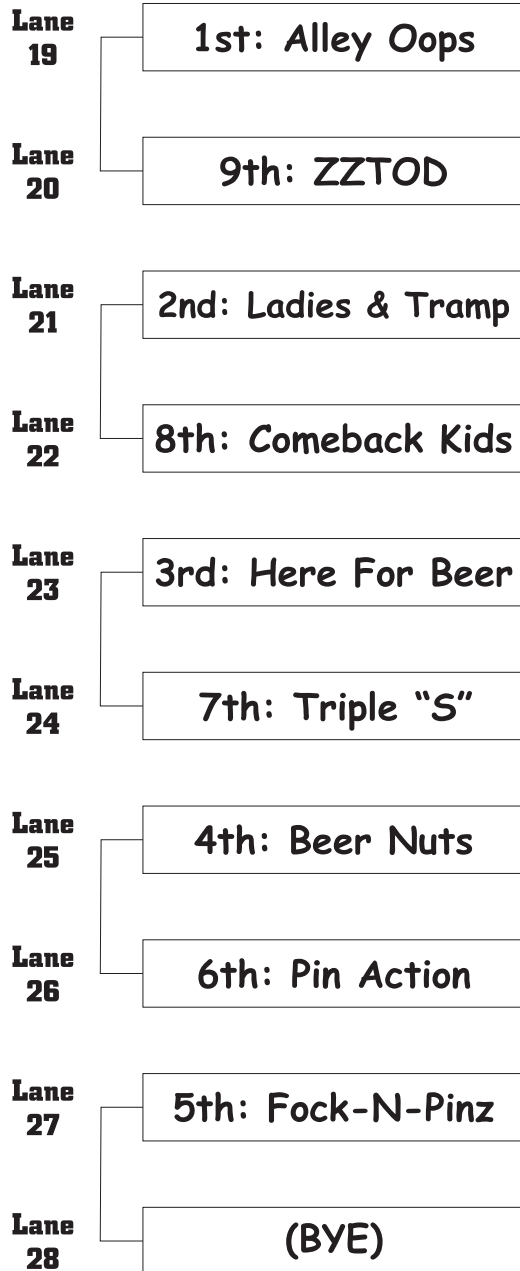 Lane
19
1st: Alley Oops
Lane
20
9th: ZZTOD
Lane
21
2nd: Ladies & Tramp
Lane
22
8th: Comeback Kids
Lane
23
3rd: Here For Beer
Lane
24
7th: Triple “S”
Lane
25
4th: Beer Nuts
Lane
26
6th: Pin Action
Lane
27
5th: Fock-N-Pinz
Lane
28
(BYE)